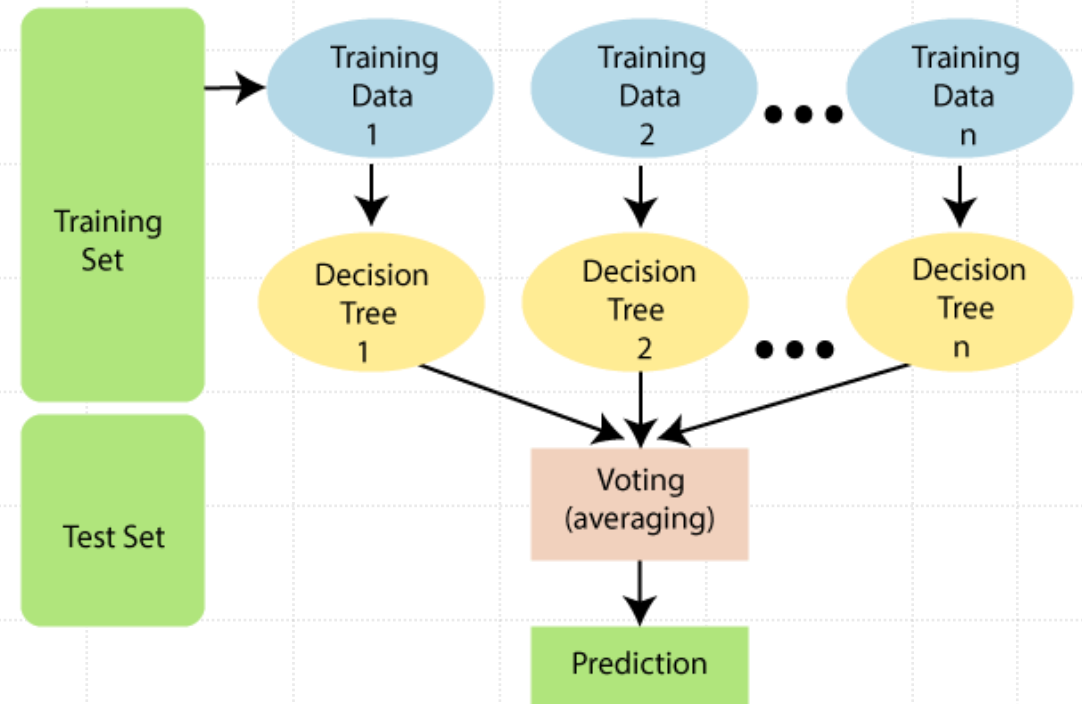 Training
Set
Training
Data
1
Training
Data
2
Training
Data
n
Decision
Tree
1
Decision
Tree
2
Decision
Tree
n
Test Set
Voting
(averaging)
Prediction